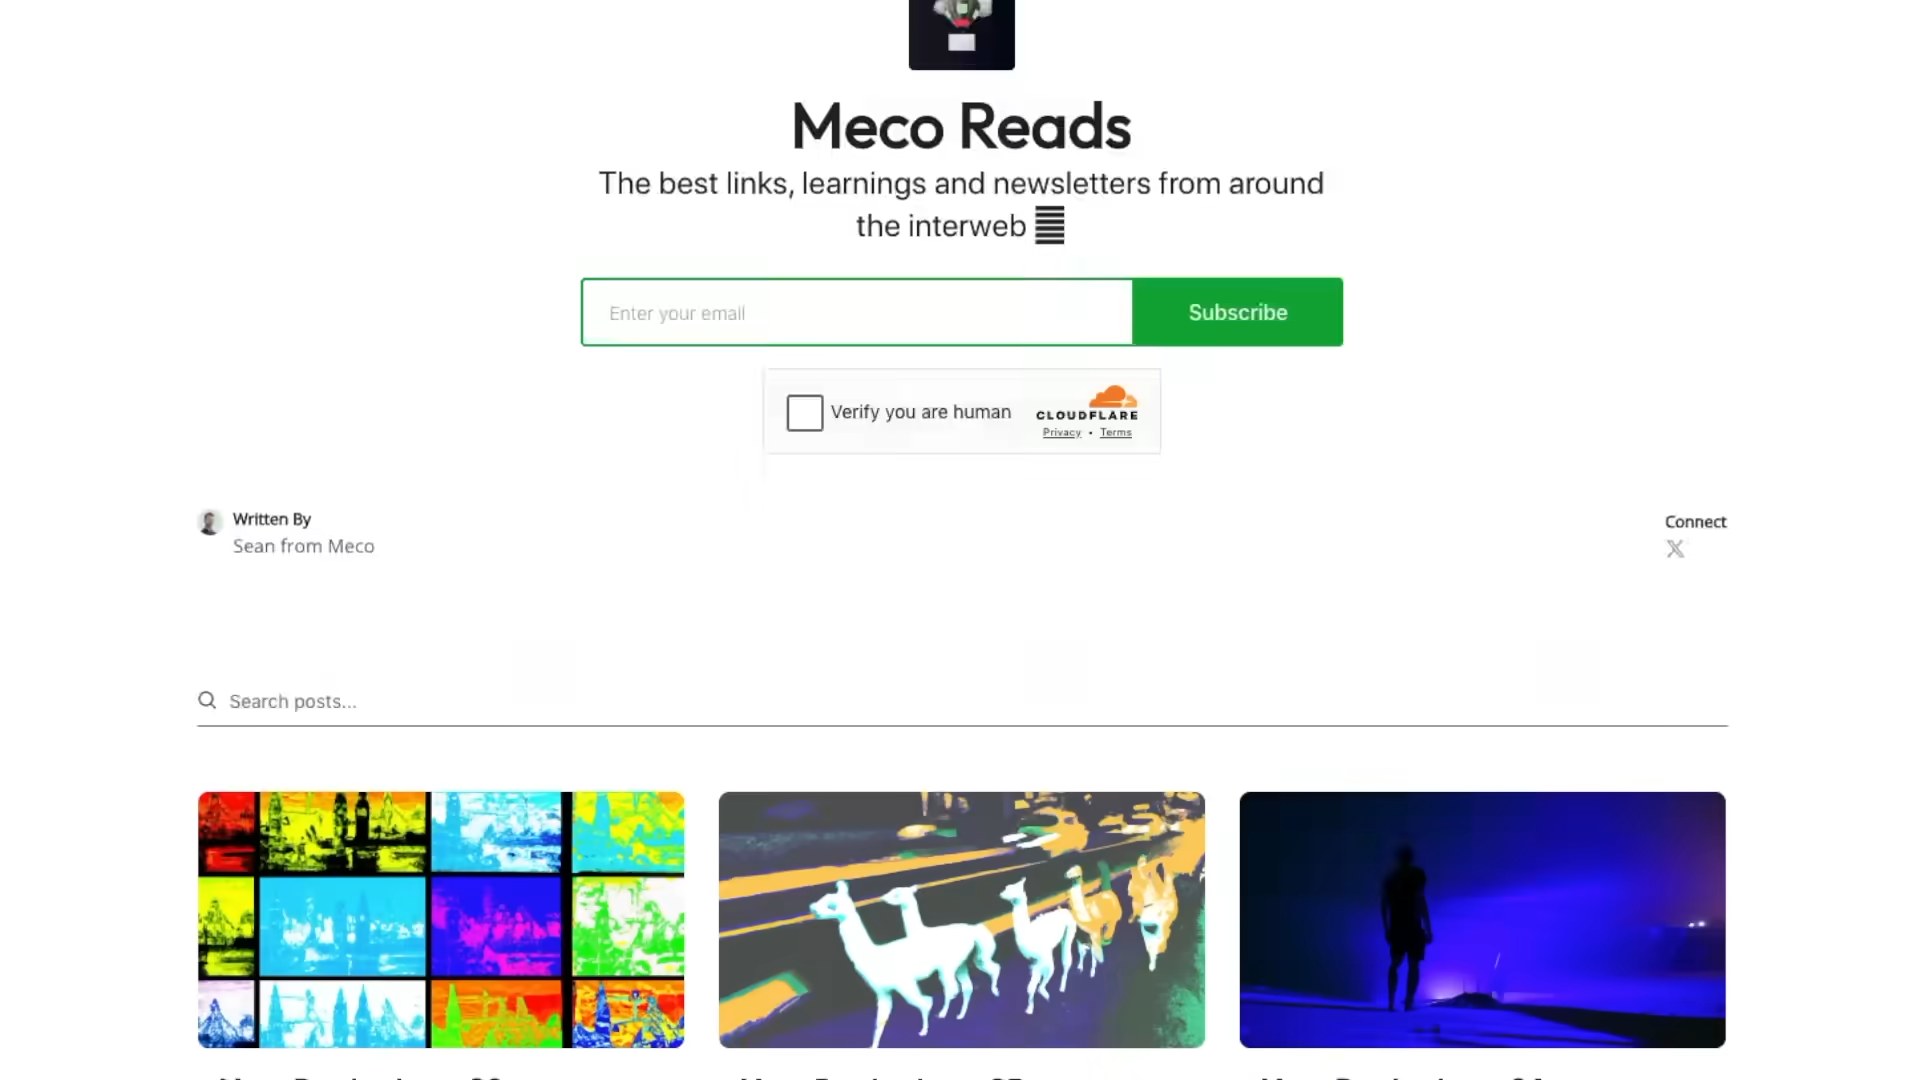 Meco Reads
The best links, learnings and newsletters from around
the interweb
Enter your email
Subscribe
Verify you are human
CLOUDFLARE
Privacy • Terms
Written By
Sean from Meco
Connect
Search posts...